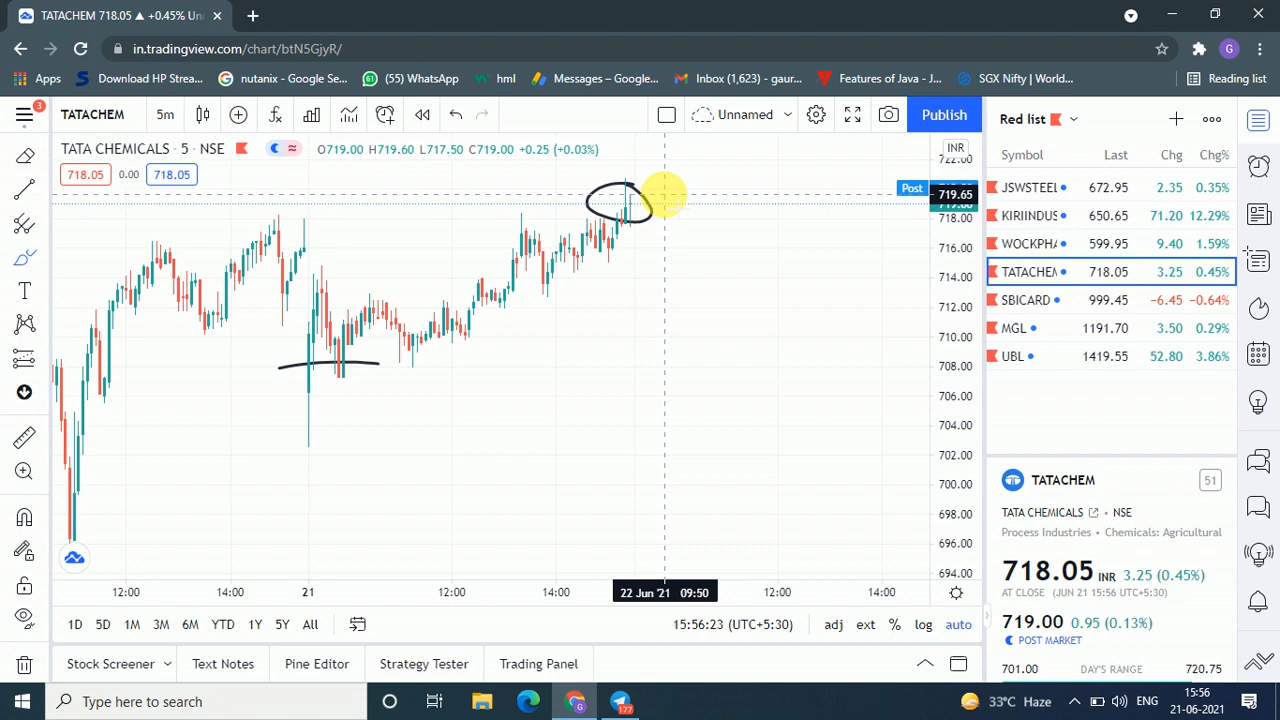 TATACHEM 718.05 ▲ +0.45% Un
in.tradingview.com/chart/btN5GjyR/
G
Apps
Download HP Strea...
nutanix - Google Se...
61
(55) WhatsApp
hml
Messages – Google...
Inbox (1,623) - gaur...
Features of Java - J...
SGX Nifty | World...
Reading list
3
TATACHEM
5m
Unnamed
Publish
TATA CHEMICALS · 5 · NSE
O719.00 H719.60 L717.50 C719.00 +0.25 (+0.03%)
718.05
0.00
718.05
INR
722.00
Post
719.65
718.00
716.00
714.00
712.00
710.00
708.00
706.00
704.00
702.00
700.00
698.00
696.00
694.00
12:00
14:00
21
12:00
14:00
22 Jun '21 09:50
12:00
14:00
1D
5D
1M
3M
6M
YTD
1Y
5Y
All
15:56:23 (UTC+5:30)
adj
ext
%
log
auto
Stock Screener
Text Notes
Pine Editor
Strategy Tester
Trading Panel
Red list
Symbol Last Chg Chg%
JSWSTEEL 672.95 2.35 0.35%
KIRIINDUS 650.65 71.20 12.29%
WOCKPHA 599.95 9.40 1.59%
TATACHEM 718.05 3.25 0.45%
SBICARD 999.45 −6.45 −0.64%
MGL 1191.70 3.50 0.29%
UBL 1419.55 52.80 3.86%
TATACHEM
51
TATA CHEMICALS · NSE
Process Industries · Chemicals: Agricultural
718.05 INR 3.25 (0.45%)
AT CLOSE (JUN 21 15:56 UTC+5:30)
719.00 0.95 (0.13%)
POST MARKET
701.00 DAY'S RANGE 720.75
Type here to search
G
177
33°C Haze
ENG
15:56
21-06-2021